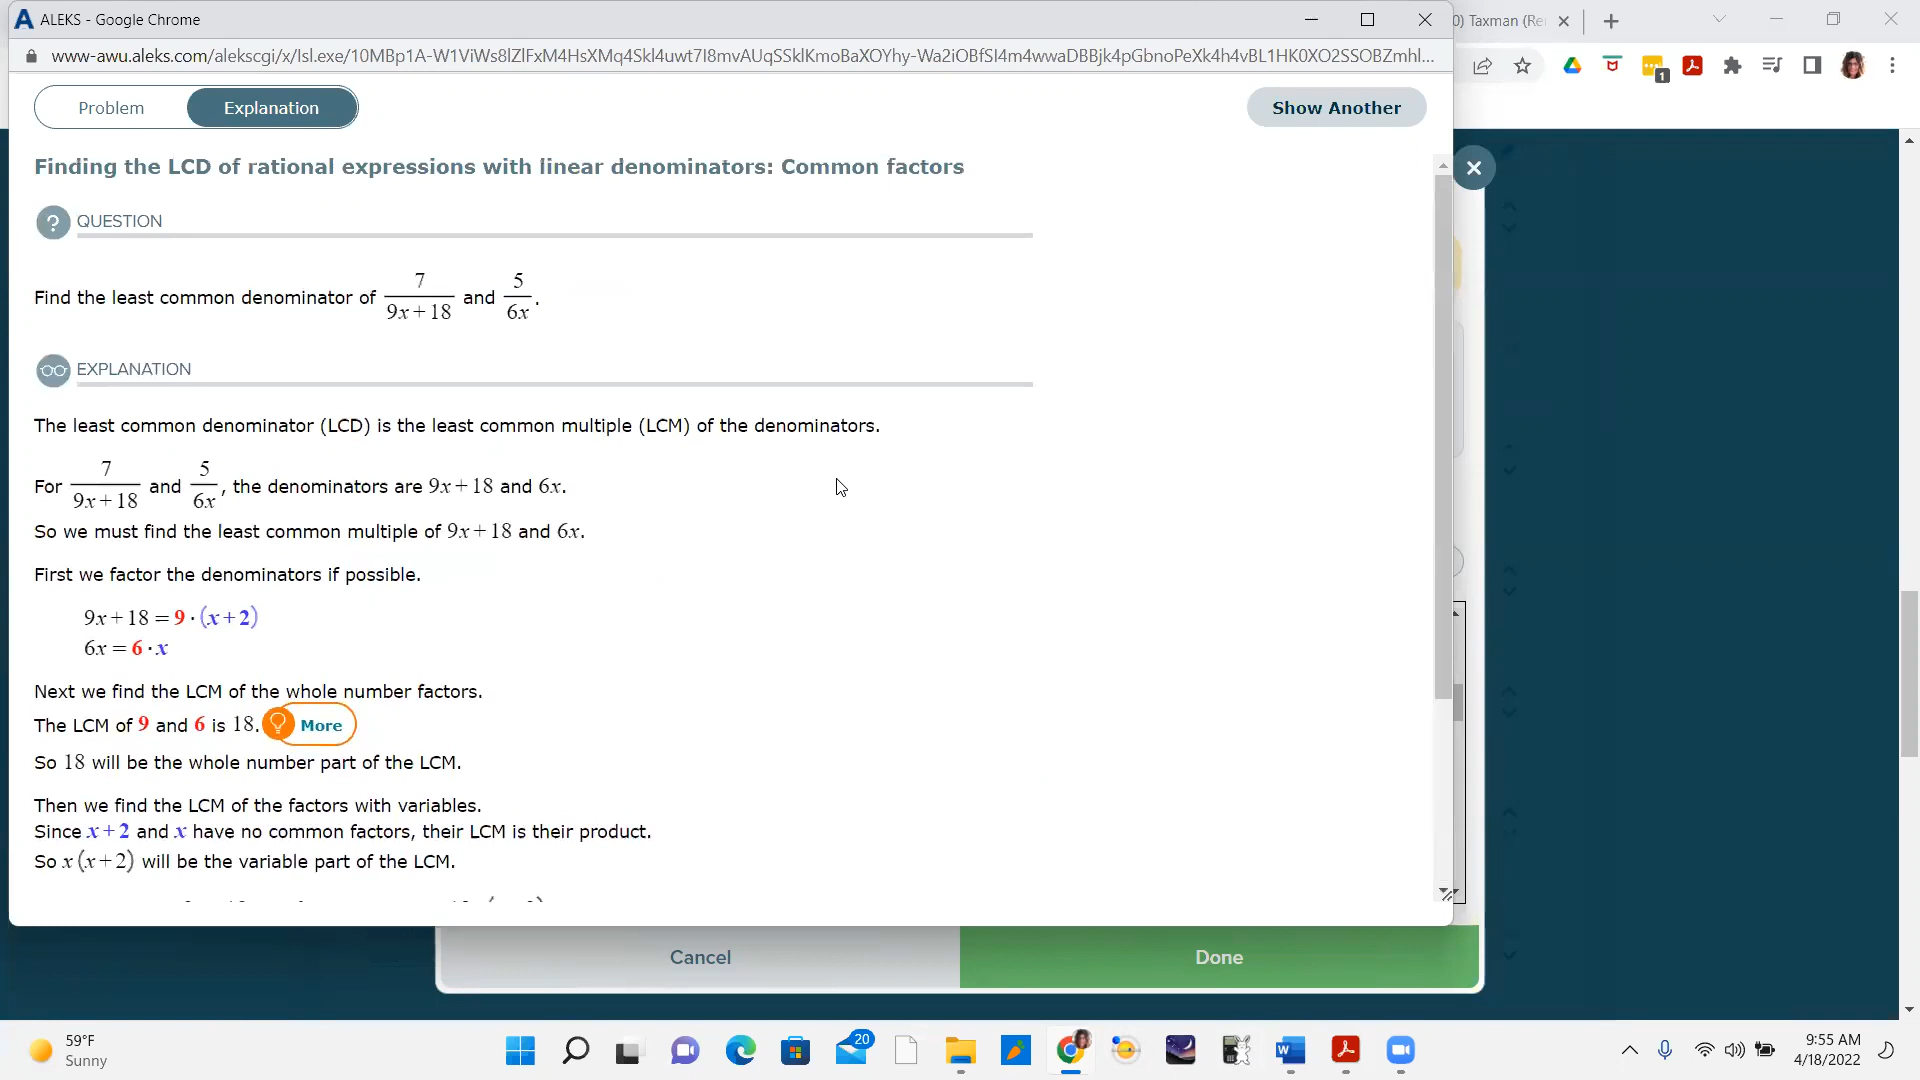 ALEKS - Google Chrome
0) Taxman (Re
www-awu.aleks.com/alekscgi/x/Isl.exe/10MBp1A-W1ViWs8lZlFxM4HsXMq4Skl4uwt7I8mvAUqSSklKmoBaXOYhy-Wa2iOBfSI4m4wwaDBBjk4pGbnoPeXk4h4vBL1HK0XO2SSOBZmhl...
1
Problem
Explanation
Show Another
Finding the LCD of rational expressions with linear denominators: Common factors
? QUESTION
Find the least common denominator of 7/(9x+18) and 5/(6x).
EXPLANATION
The least common denominator (LCD) is the least common multiple (LCM) of the denominators.
For 7/(9x+18) and 5/(6x), the denominators are 9x+18 and 6x.
So we must find the least common multiple of 9x+18 and 6x.
First we factor the denominators if possible.
9x+18 = 9·(x+2)
6x = 6·x
Next we find the LCM of the whole number factors.
The LCM of 9 and 6 is 18. More
So 18 will be the whole number part of the LCM.
Then we find the LCM of the factors with variables.
Since x+2 and x have no common factors, their LCM is their product.
So x(x+2) will be the variable part of the LCM.
Cancel
Done
59°F
Sunny
20
9:55 AM
4/18/2022